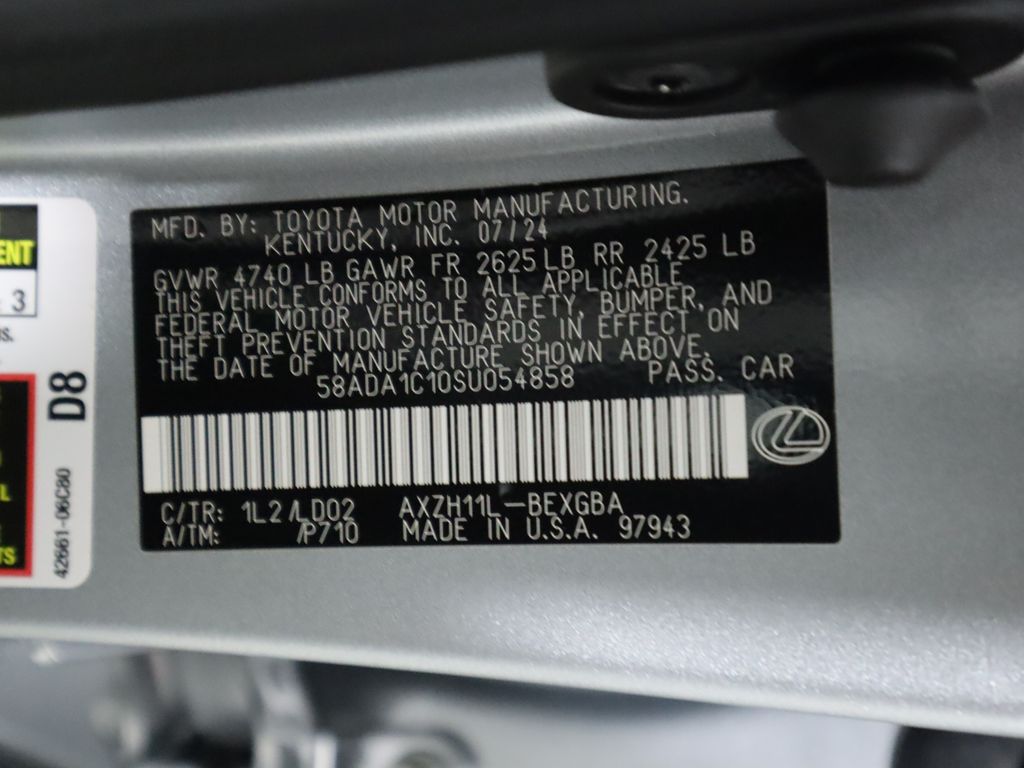 MFD. BY: TOYOTA MOTOR MANUFACTURING.
KENTUCKY, INC. 07/24
GVWR 4740 LB GAWR FR 2625 LB RR 2425 LB
THIS VEHICLE CONFORMS TO ALL APPLICABLE
FEDERAL MOTOR VEHICLE SAFETY, BUMPER, AND
THEFT PREVENTION STANDARDS IN EFFECT ON
THE DATE OF MANUFACTURE SHOWN ABOVE.
58ADA1C10SU054858 PASS. CAR
C/TR: 1L2/LD02 AXZH11L-BEXGBA
A/TM: /P710 MADE IN U.S.A. 97943
D8
42661-06C80
3